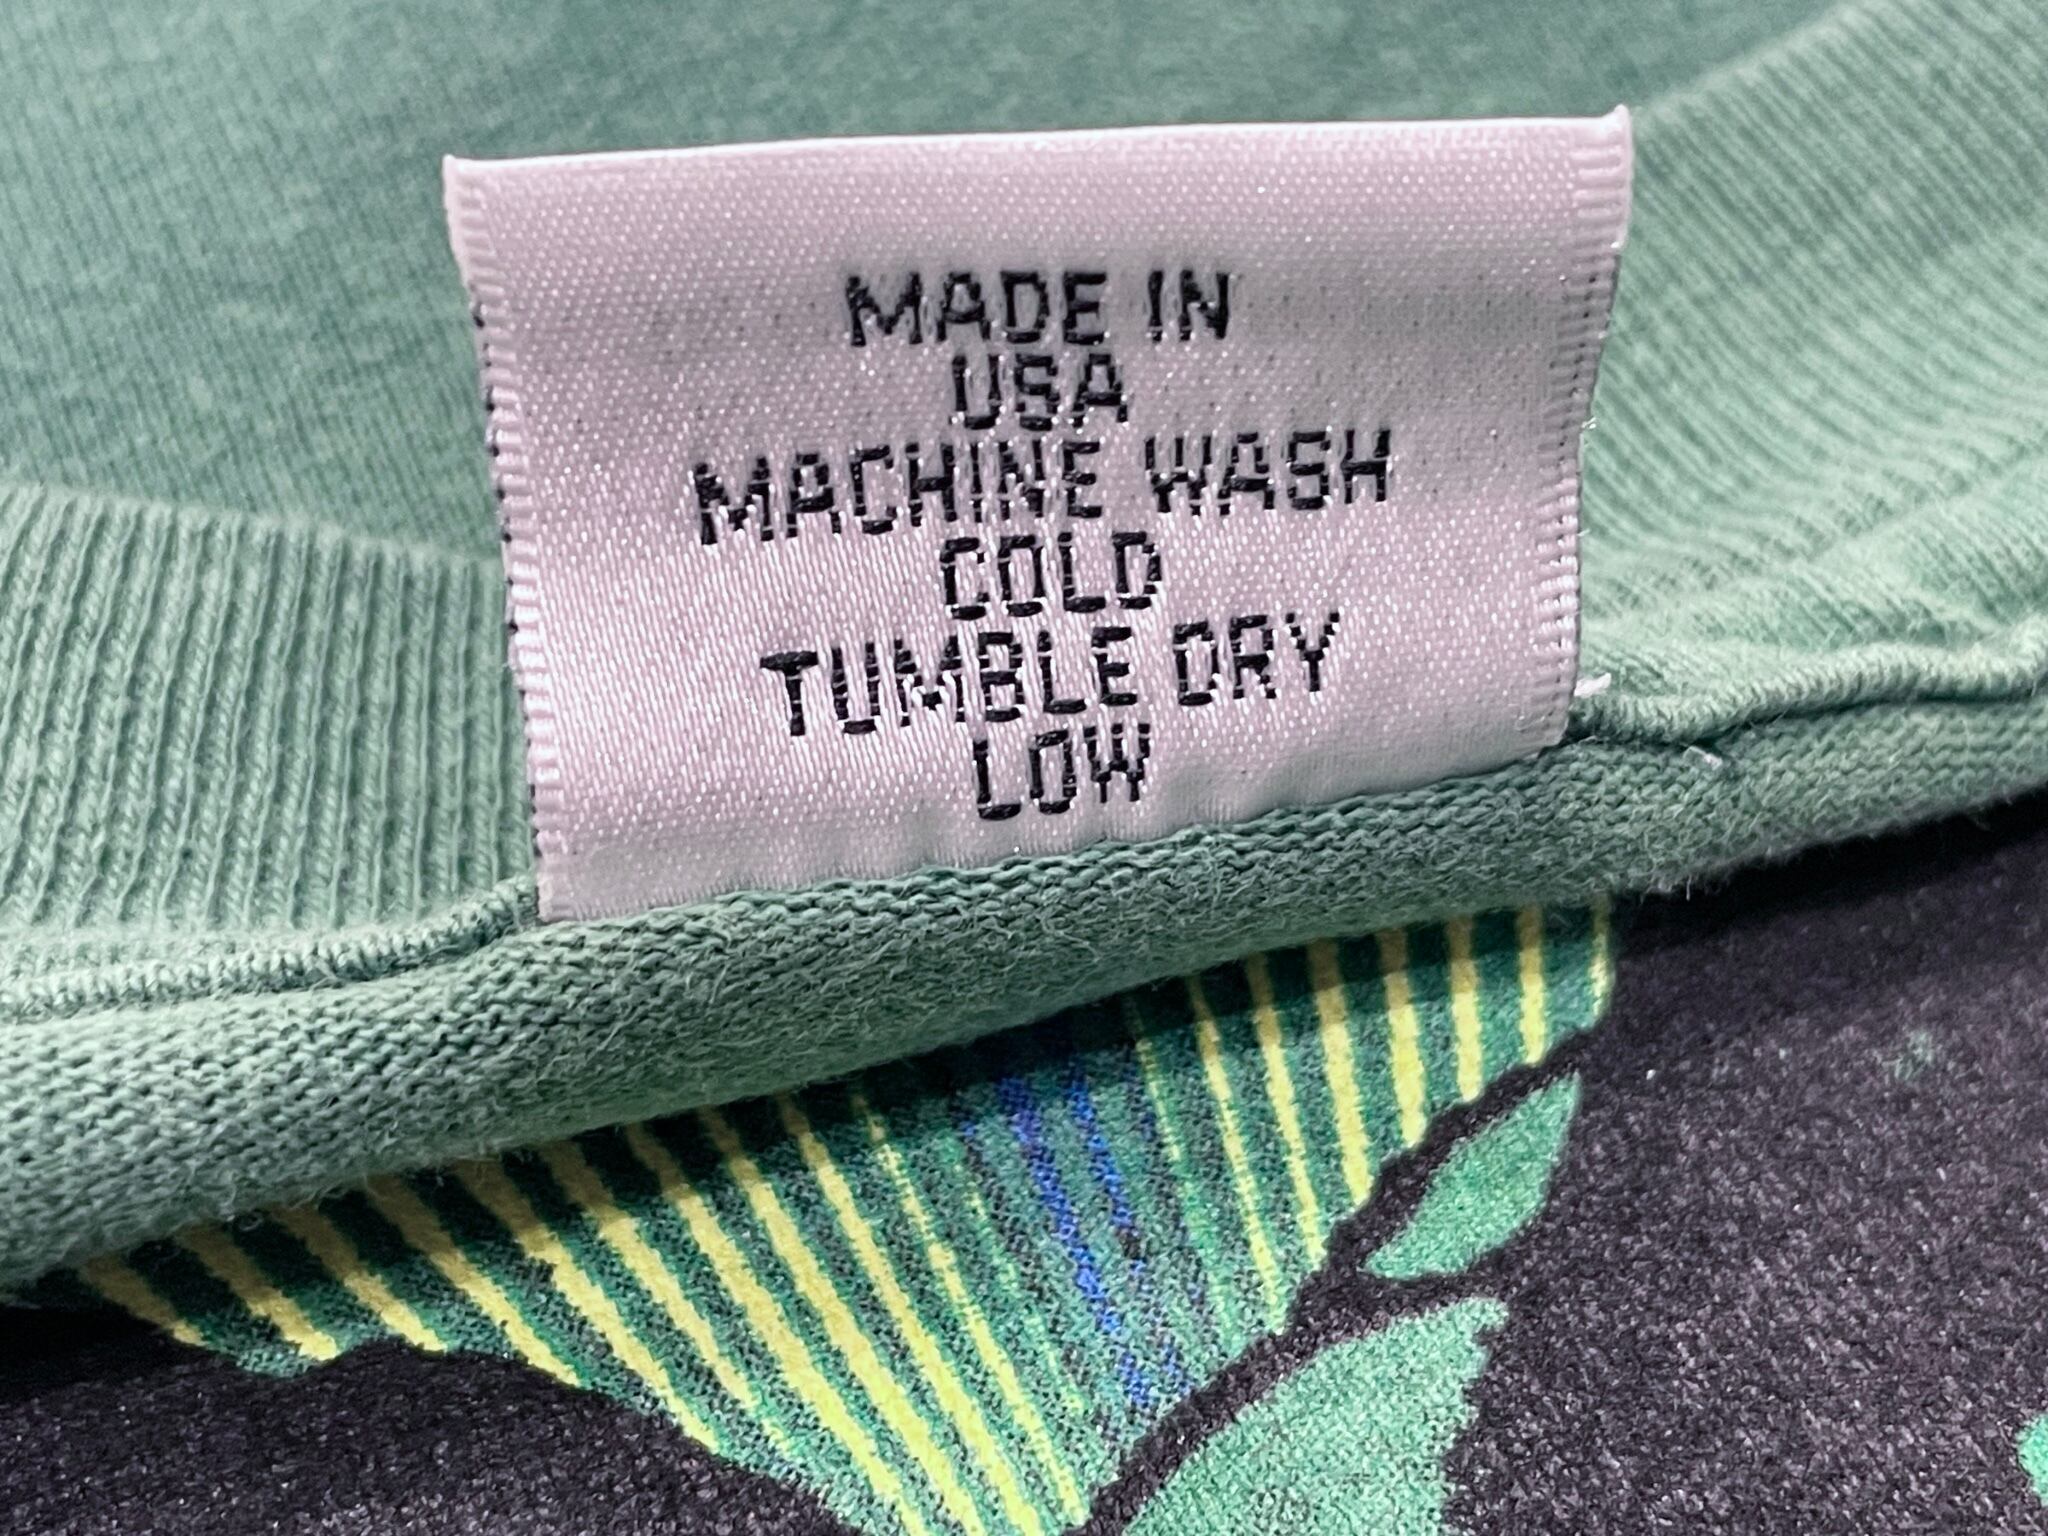 MADE IN
USA
MACHINE WASH
COLD
TUMBLE DRY
LOW